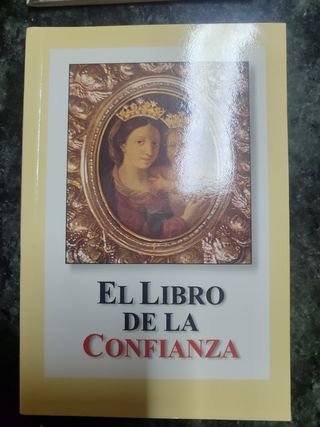 EL LIBRO
DE LA
CONFIANZA